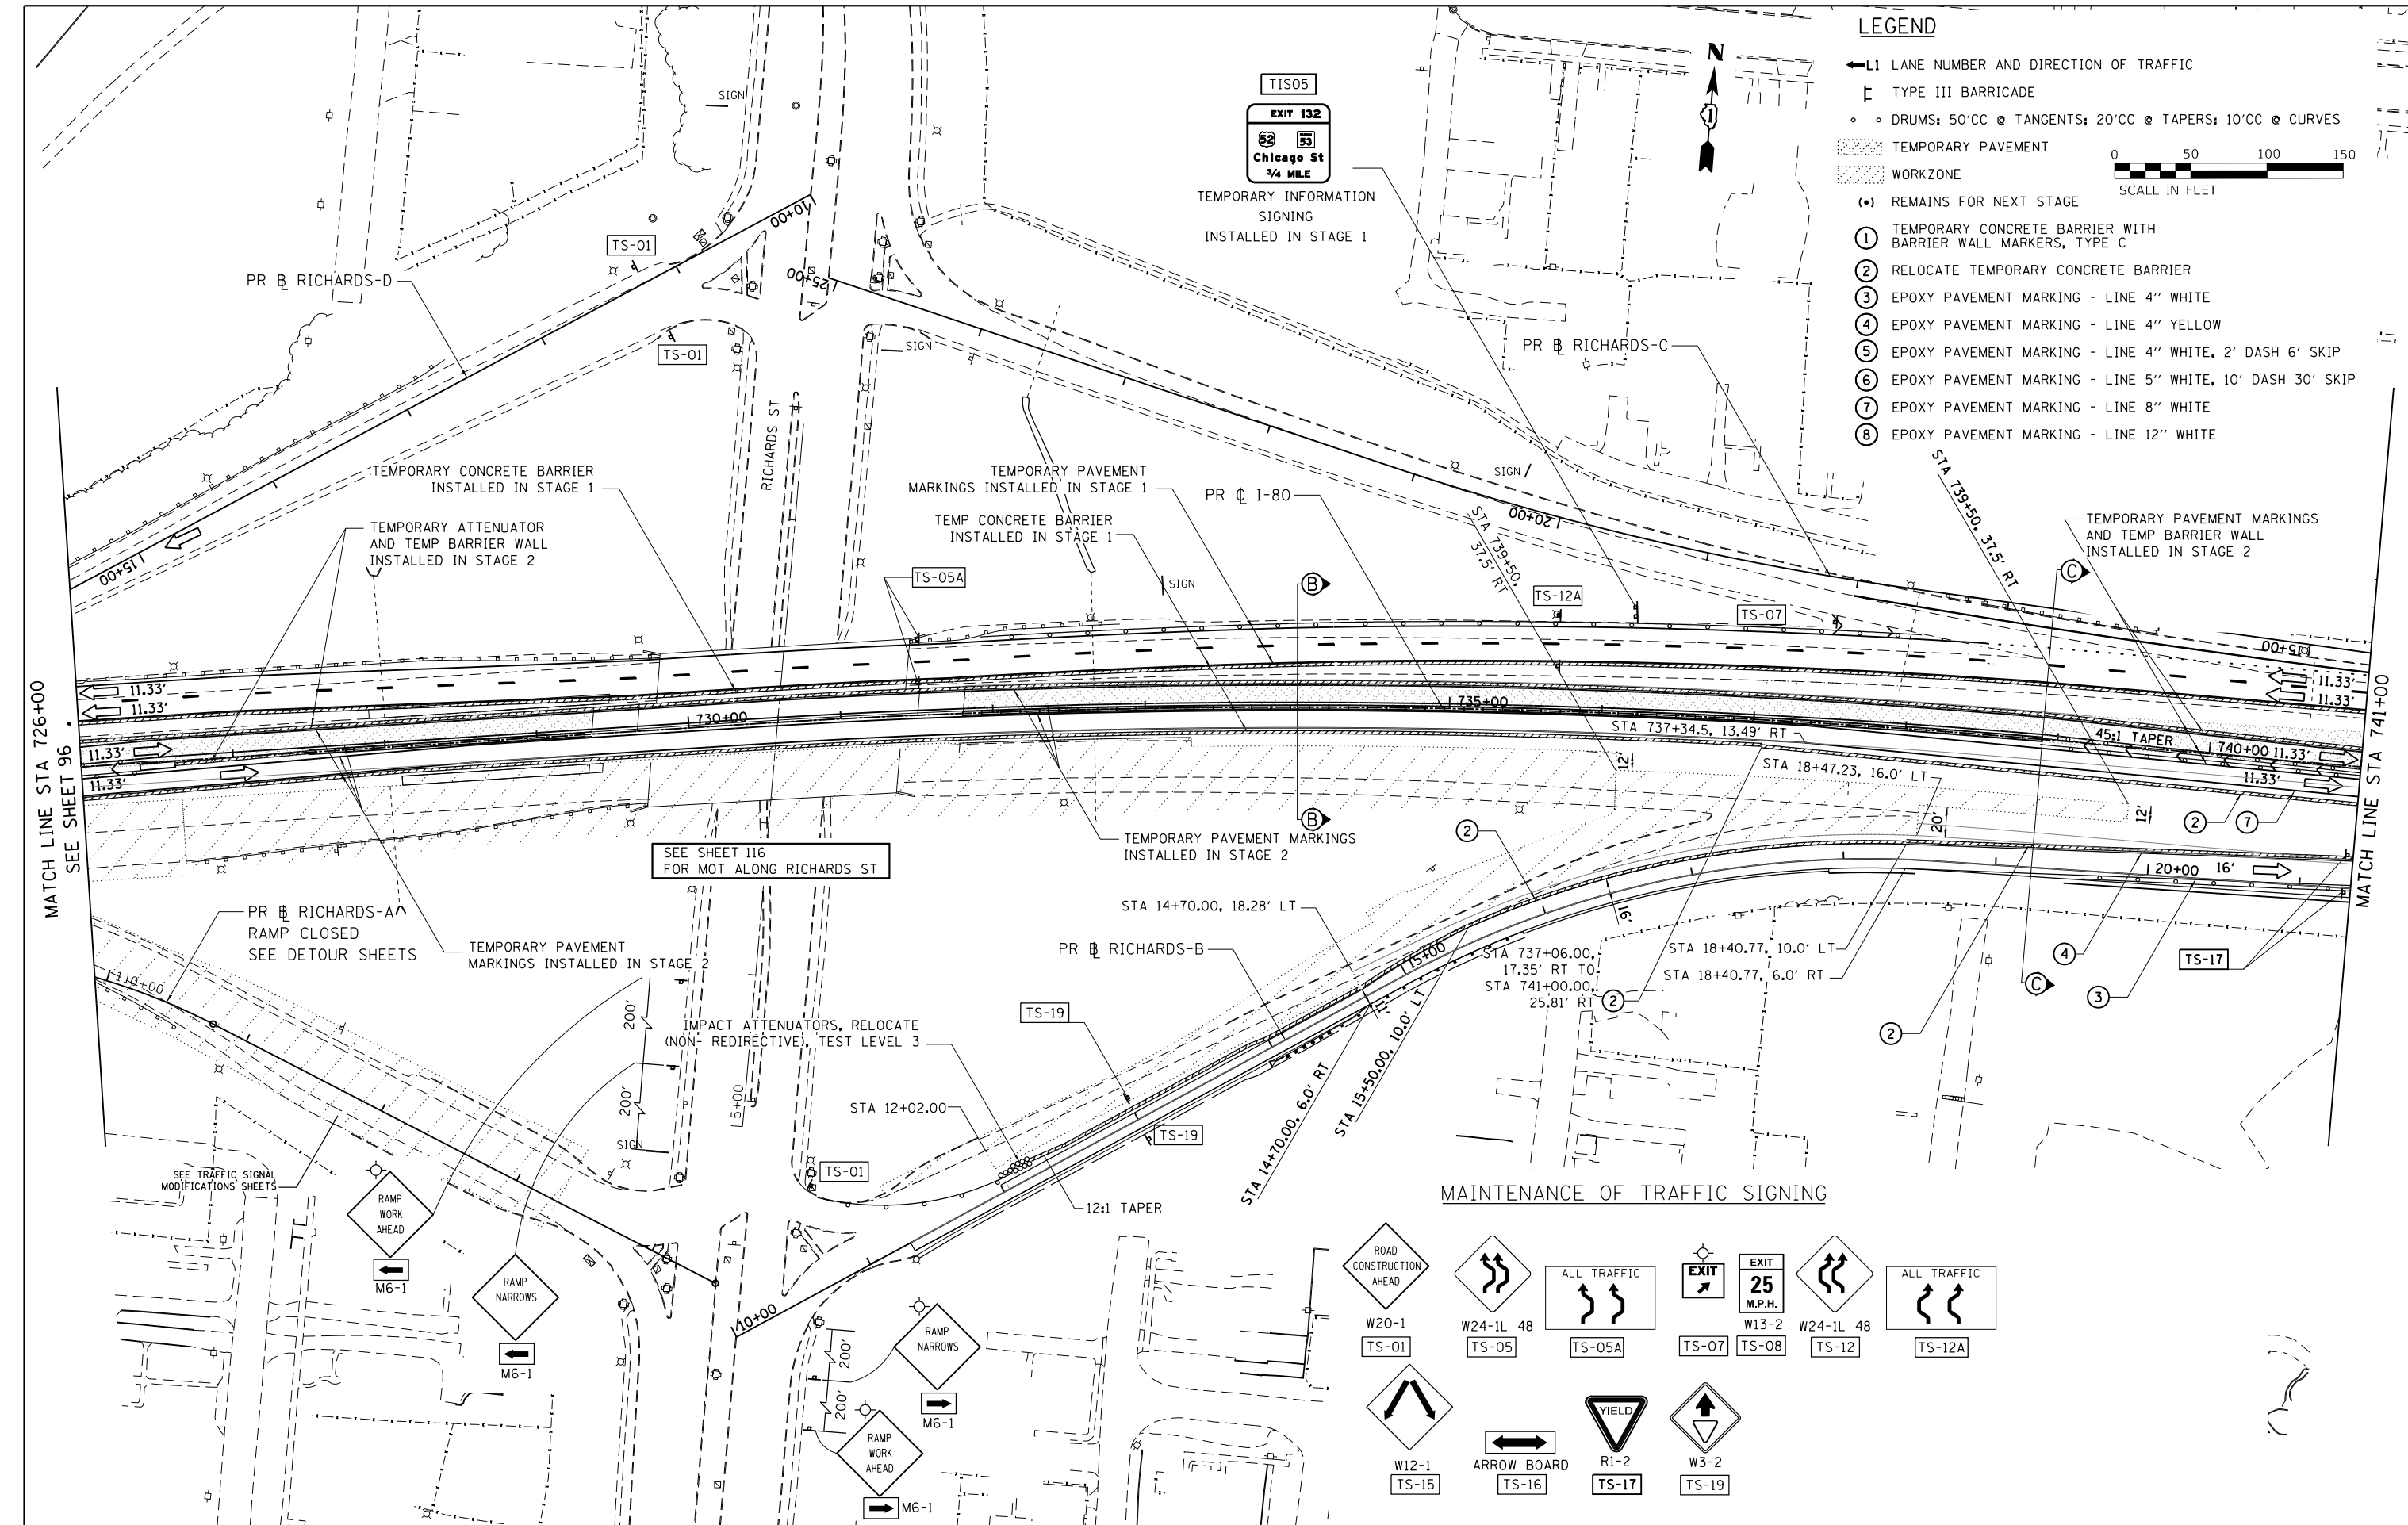 LEGEND
L1 LANE NUMBER AND DIRECTION OF TRAFFIC
TYPE III BARRICADE
DRUMS: 50'CC @ TANGENTS; 20'CC @ TAPERS; 10'CC @ CURVES
TEMPORARY PAVEMENT
WORKZONE
(•) REMAINS FOR NEXT STAGE
1 TEMPORARY CONCRETE BARRIER WITH
BARRIER WALL MARKERS, TYPE C
2 RELOCATE TEMPORARY CONCRETE BARRIER
3 EPOXY PAVEMENT MARKING - LINE 4" WHITE
4 EPOXY PAVEMENT MARKING - LINE 4" YELLOW
5 EPOXY PAVEMENT MARKING - LINE 4" WHITE, 2' DASH 6' SKIP
6 EPOXY PAVEMENT MARKING - LINE 5" WHITE, 10' DASH 30' SKIP
7 EPOXY PAVEMENT MARKING - LINE 8" WHITE
8 EPOXY PAVEMENT MARKING - LINE 12" WHITE
0 50 100 150
SCALE IN FEET
N
TIS05
EXIT 132
52 53
Chicago St
3/4 MILE
TEMPORARY INFORMATION
SIGNING
INSTALLED IN STAGE 1
SIGN
10+00
TS-01
25+00
PR BL RICHARDS-D
TS-01
SIGN
PR BL RICHARDS-C
RICHARDS ST
TEMPORARY CONCRETE BARRIER
INSTALLED IN STAGE 1
TEMPORARY PAVEMENT
MARKINGS INSTALLED IN STAGE 1
PR CL I-80
SIGN
20+00
STA 739+50,
37.5' RT
STA 739+50, 37.5' RT
TEMPORARY ATTENUATOR
AND TEMP BARRIER WALL
INSTALLED IN STAGE 2
TEMP CONCRETE BARRIER
INSTALLED IN STAGE 1
TEMPORARY PAVEMENT MARKINGS
AND TEMP BARRIER WALL
INSTALLED IN STAGE 2
15+00
TS-05A
SIGN
B
TS-12A
TS-07
C
15+00
MATCH LINE STA 726+00
SEE SHEET 96
11.33'
11.33'
11.33'
11.33'
730+00
735+00
STA 737+34.5, 13.49' RT
45:1 TAPER
740+00
11.33'
11.33'
11.33'
11.33'
MATCH LINE STA 741+00
12'
STA 18+47.23, 16.0' LT
20'
12'
2
7
B
2
TEMPORARY PAVEMENT MARKINGS
INSTALLED IN STAGE 2
SEE SHEET 116
FOR MOT ALONG RICHARDS ST
20+00
16'
PR BL RICHARDS-A
RAMP CLOSED
SEE DETOUR SHEETS
TEMPORARY PAVEMENT
MARKINGS INSTALLED IN STAGE 2
STA 14+70.00, 18.28' LT
16'
PR BL RICHARDS-B
15+00
STA 737+06.00,
17.35' RT TO
STA 741+00.00,
25.81' RT
2
STA 18+40.77, 10.0' LT
STA 18+40.77, 6.0' RT
4
TS-17
C
3
2
110+00
200'
200'
IMPACT ATTENUATORS, RELOCATE
(NON- REDIRECTIVE), TEST LEVEL 3
TS-19
11'
STA 14+70.00, 6.0' RT
STA 15+50.00, 10.0' LT
STA 12+02.00
5+00
SIGN
TS-19
TS-01
SEE TRAFFIC SIGNAL
MODIFICATIONS SHEETS
12:1 TAPER
RAMP
WORK
AHEAD
M6-1
RAMP
NARROWS
M6-1
10+00
200'
200'
RAMP
NARROWS
M6-1
RAMP
WORK
AHEAD
M6-1
MAINTENANCE OF TRAFFIC SIGNING
ROAD
CONSTRUCTION
AHEAD
W20-1
TS-01
W24-1L 48
TS-05
ALL TRAFFIC
TS-05A
EXIT
TS-07
EXIT
25
M.P.H.
W13-2
TS-08
W24-1L 48
TS-12
ALL TRAFFIC
TS-12A
W12-1
TS-15
ARROW BOARD
TS-16
YIELD
R1-2
TS-17
W3-2
TS-19